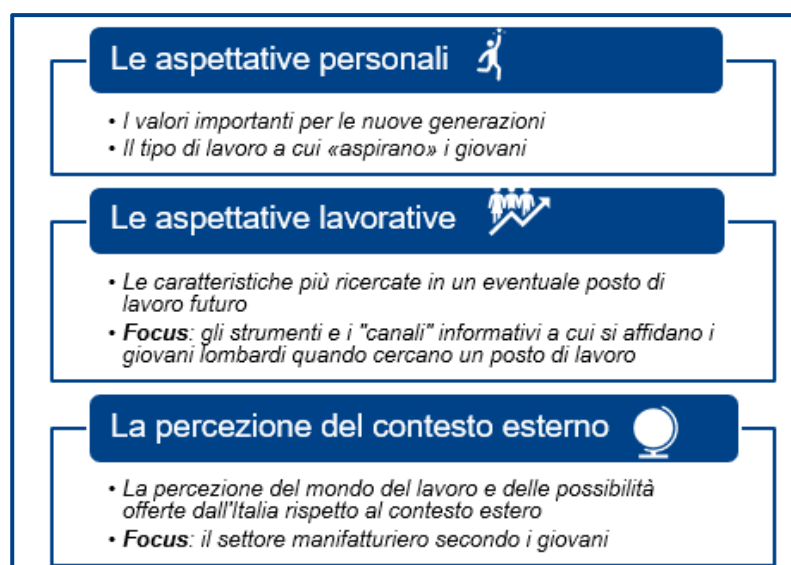 Le aspettative personali
• I valori importanti per le nuove generazioni
• Il tipo di lavoro a cui «aspirano» i giovani
Le aspettative lavorative
• Le caratteristiche più ricercate in un eventuale posto di
lavoro futuro
• Focus: gli strumenti e i "canali" informativi a cui si affidano i
giovani lombardi quando cercano un posto di lavoro
La percezione del contesto esterno
• La percezione del mondo del lavoro e delle possibilità
offerte dall'Italia rispetto al contesto estero
• Focus: il settore manifatturiero secondo i giovani